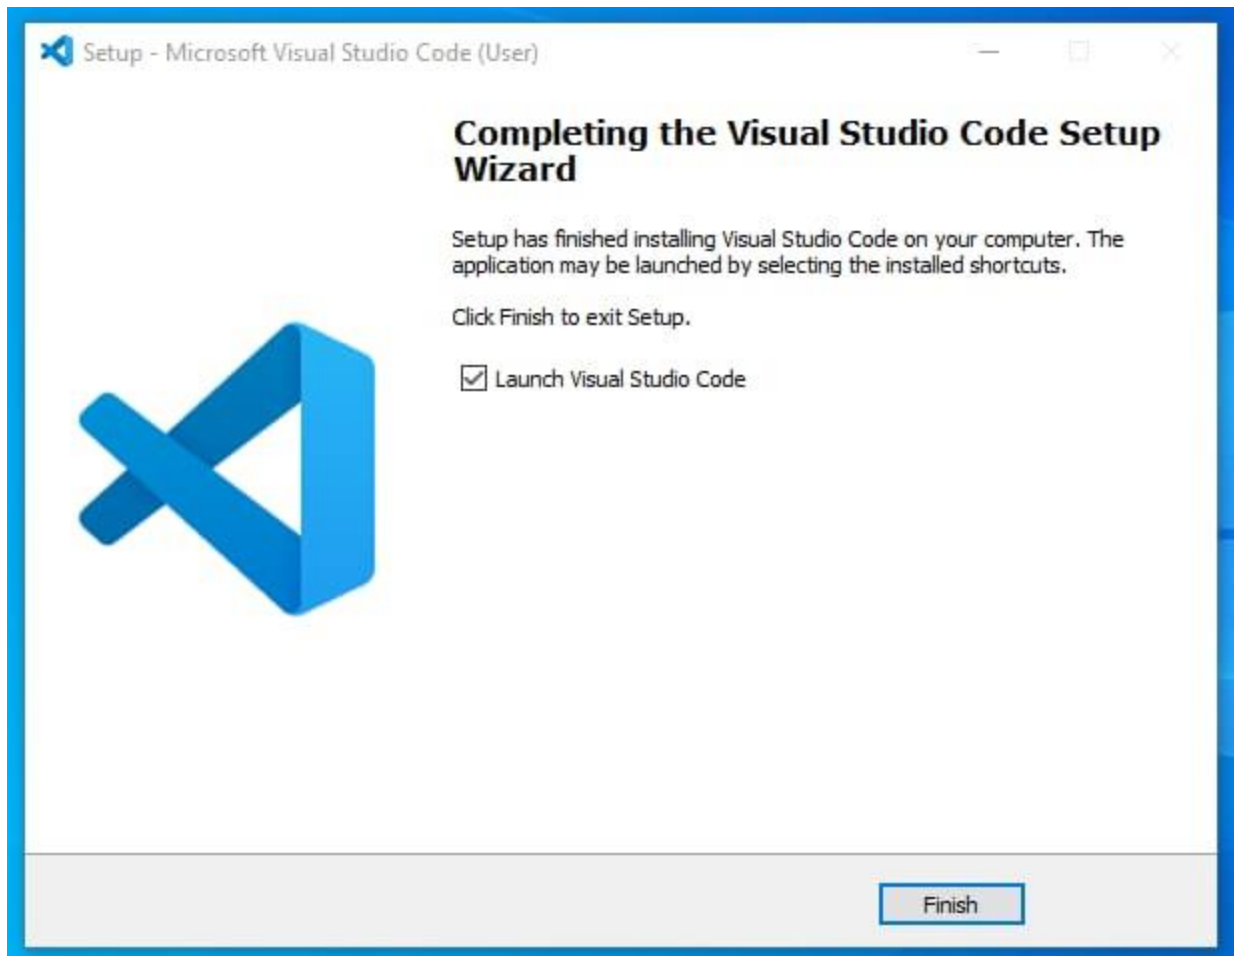 Setup - Microsoft Visual Studio Code (User)
Completing the Visual Studio Code Setup
Wizard
Setup has finished installing Visual Studio Code on your computer. The
application may be launched by selecting the installed shortcuts.
Click Finish to exit Setup.
Launch Visual Studio Code
Finish